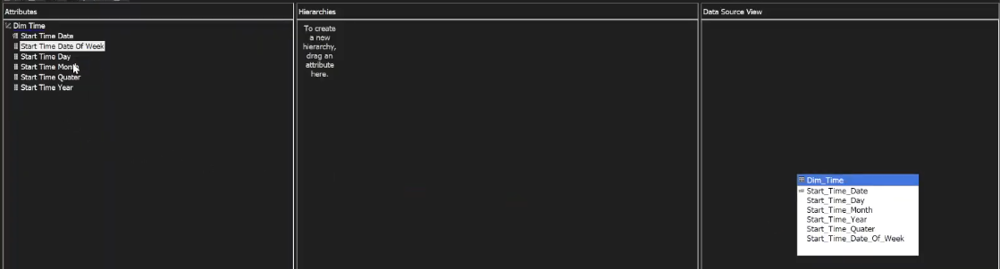 Attributes
Dim Time
Start Time Date
Start Time Date Of Week
Start Time Day
Start Time Month
Start Time Quater
Start Time Year
Hierarchies
To create
a new
hierarchy,
drag an
attribute
here.
Data Source View
Dim_Time
Start_Time_Date
Start_Time_Day
Start_Time_Month
Start_Time_Year
Start_Time_Quater
Start_Time_Date_Of_Week